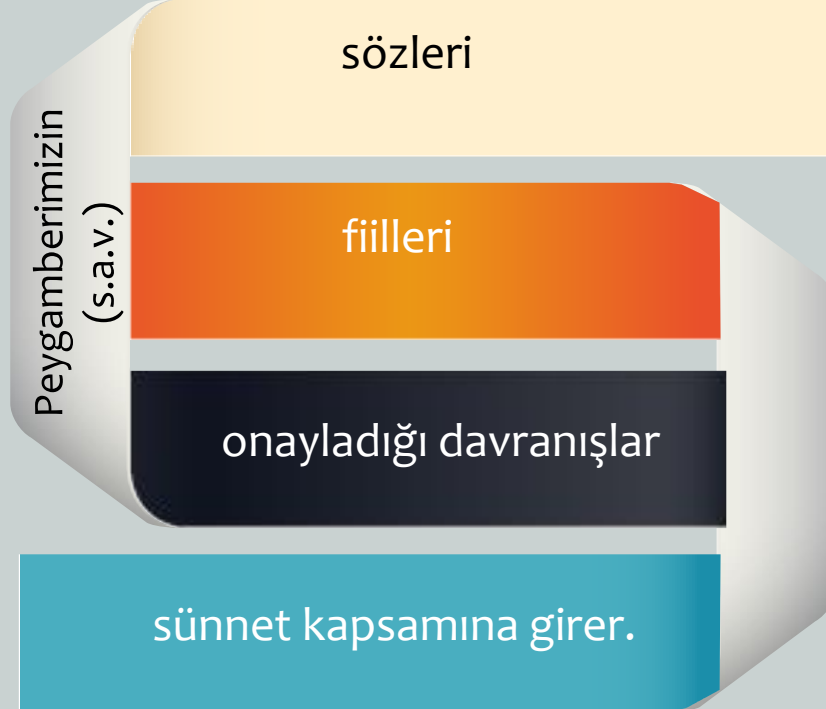 Peygamberimizin
(s.a.v.)
sözleri
fiilleri
onayladığı davranışlar
sünnet kapsamına girer.